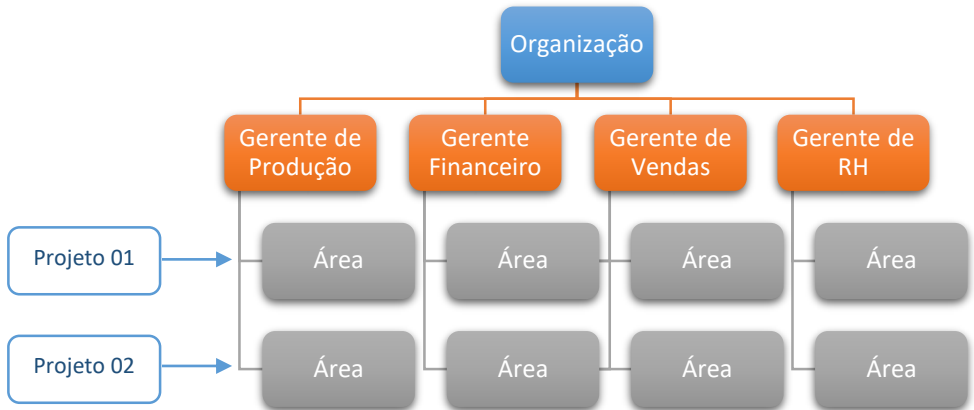 Organização
Gerente de
Produção
Gerente
Financeiro
Gerente de
Vendas
Gerente de
RH
Projeto 01
Área
Área
Área
Área
Projeto 02
Área
Área
Área
Área